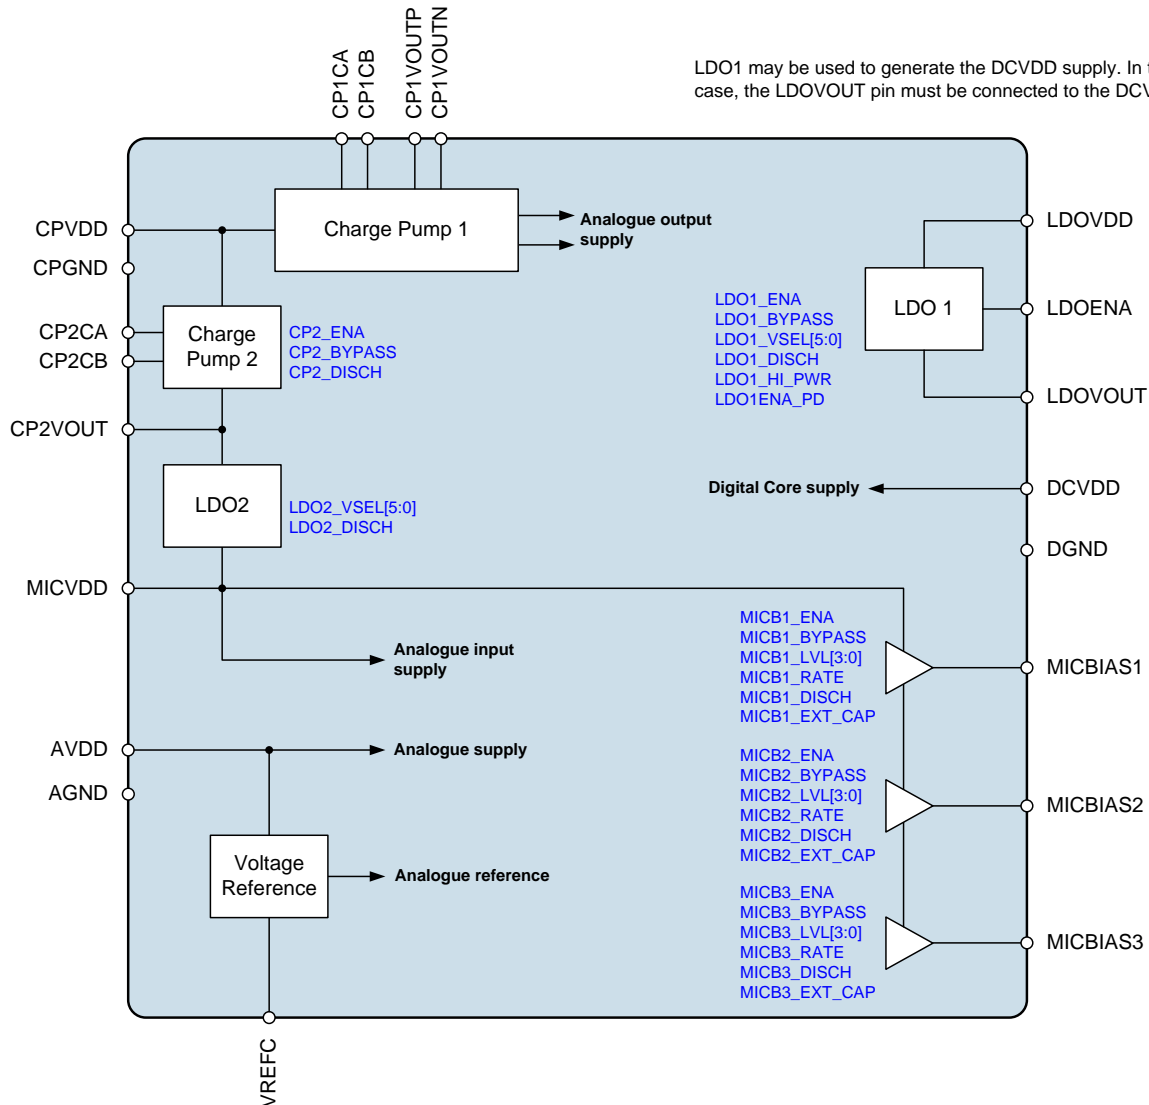 CP1CA
CP1CB
CP1VOUTP
CP1VOUTN
LDO1 may be used to generate the DCVDD supply. In
case, the LDOVOUT pin must be connected to the
CPVDD
CPGND
CP2CA
CP2CB
CP2VOUT
MICVDD
AVDD
AGND
Charge Pump 1
Analogue output
supply
Charge
Pump 2
CP2_ENA
CP2_BYPASS
CP2_DISCH
LDO2
LDO2_VSEL[5:0]
LDO2_DISCH
Analogue input
supply
Analogue supply
Voltage
Reference
Analogue reference
VREFC
LDO1_ENA
LDO1_BYPASS
LDO1_VSEL[5:0]
LDO1_DISCH
LDO1_HI_PWR
LDO1ENA_PD
LDO 1
LDOVDD
LDOENA
LDOVOUT
Digital Core supply
DCVDD
DGND
MICB1_ENA
MICB1_BYPASS
MICB1_LVL[3:0]
MICB1_RATE
MICB1_DISCH
MICB1_EXT_CAP
MICBIAS1
MICB2_ENA
MICB2_BYPASS
MICB2_LVL[3:0]
MICB2_RATE
MICB2_DISCH
MICB2_EXT_CAP
MICBIAS2
MICB3_ENA
MICB3_BYPASS
MICB3_LVL[3:0]
MICB3_RATE
MICB3_DISCH
MICB3_EXT_CAP
MICBIAS3